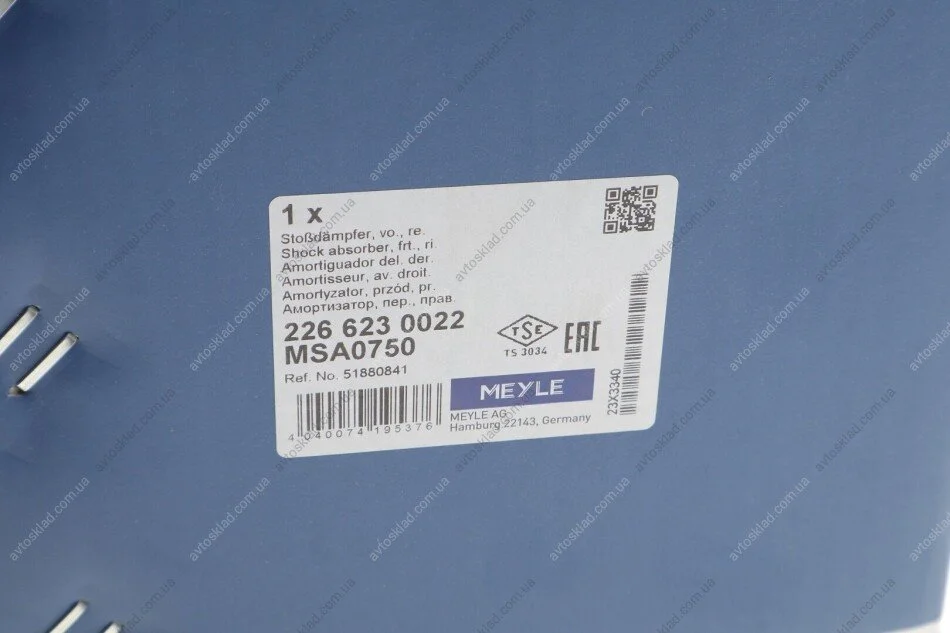 1 x
Stoßdämpfer, vo., re.
Shock absorber, frt., ri.
Amortiguador del. der.
Amortisseur, av. droit.
Amortyzator, przód, pr.
Амортизатор, пер., прав.
226 623 0022
MSA0750
Ref. No. 51880841
4 040074 195376
TSE
TS 3034
EAC
MEYLE
MEYLE AG
Hamburg 22143, Germany
23X3340
avtosklad.com.ua